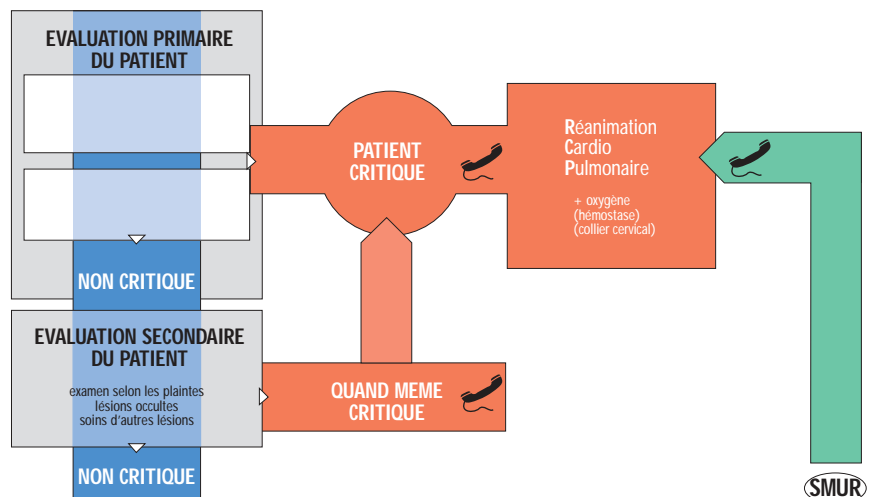 EVALUATION PRIMAIRE
DU PATIENT
NON CRITIQUE
PATIENT
CRITIQUE
Réanimation
Cardio
Pulmonaire
+ oxygène
(hémostase)
(collier cervical)
EVALUATION SECONDAIRE
DU PATIENT
examen selon les plaintes
lésions occultes
soins d'autres lésions
QUAND MEME
CRITIQUE
NON CRITIQUE
SMUR